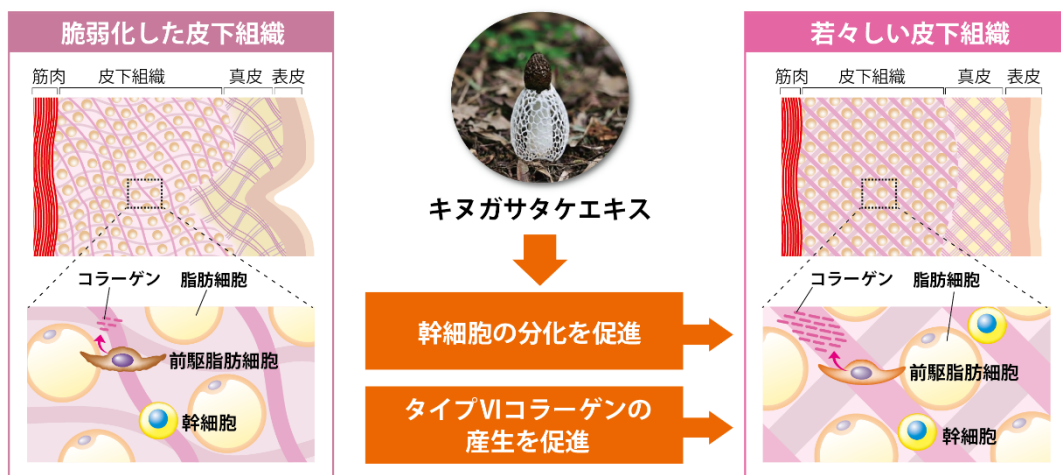 脆弱化した皮下組織
筋肉 皮下組織 真皮 表皮
コラーゲン 脂肪細胞
前駆脂肪細胞
幹細胞
キヌガサタケエキス
幹細胞の分化を促進
タイプⅥコラーゲンの
産生を促進
若々しい皮下組織
筋肉 皮下組織 真皮 表皮
コラーゲン 脂肪細胞
前駆脂肪細胞
幹細胞